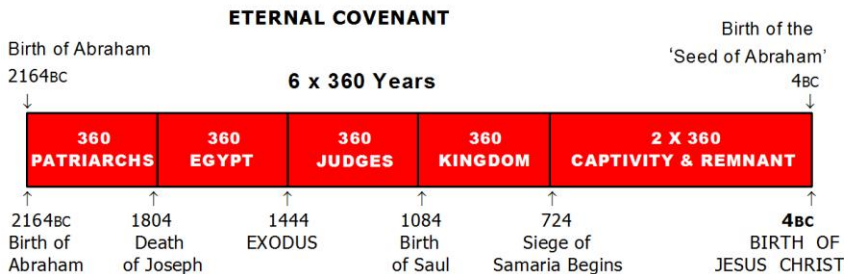 ETERNAL COVENANT
Birth of Abraham
2164BC
Birth of the
‘Seed of Abraham’
4BC
6 x 360 Years
360
PATRIARCHS
360
EGYPT
360
JUDGES
360
KINGDOM
2 X 360
CAPTIVITY & REMNANT
2164BC
Birth of
Abraham
1804
Death
of Joseph
1444
EXODUS
1084
Birth
of Saul
724
Siege of
Samaria Begins
4BC
BIRTH OF
JESUS CHRIST